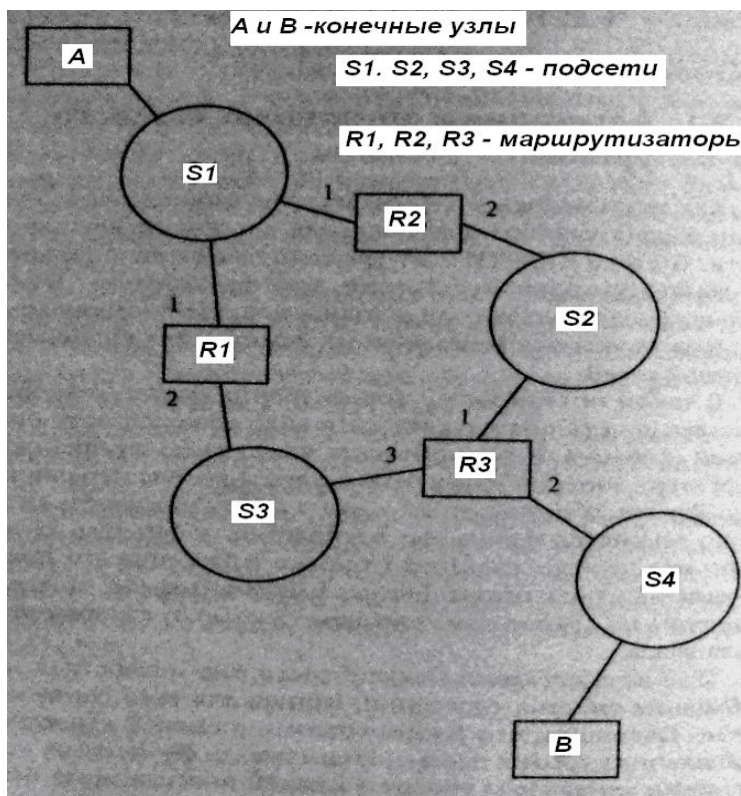 А и В -конечные узлы
А
S1. S2, S3, S4 - подсети
R1, R2, R3 - маршрутизаторы
S1
1
R2
2
1
R1
2
S2
1
3
R3
2
S3
S4
В